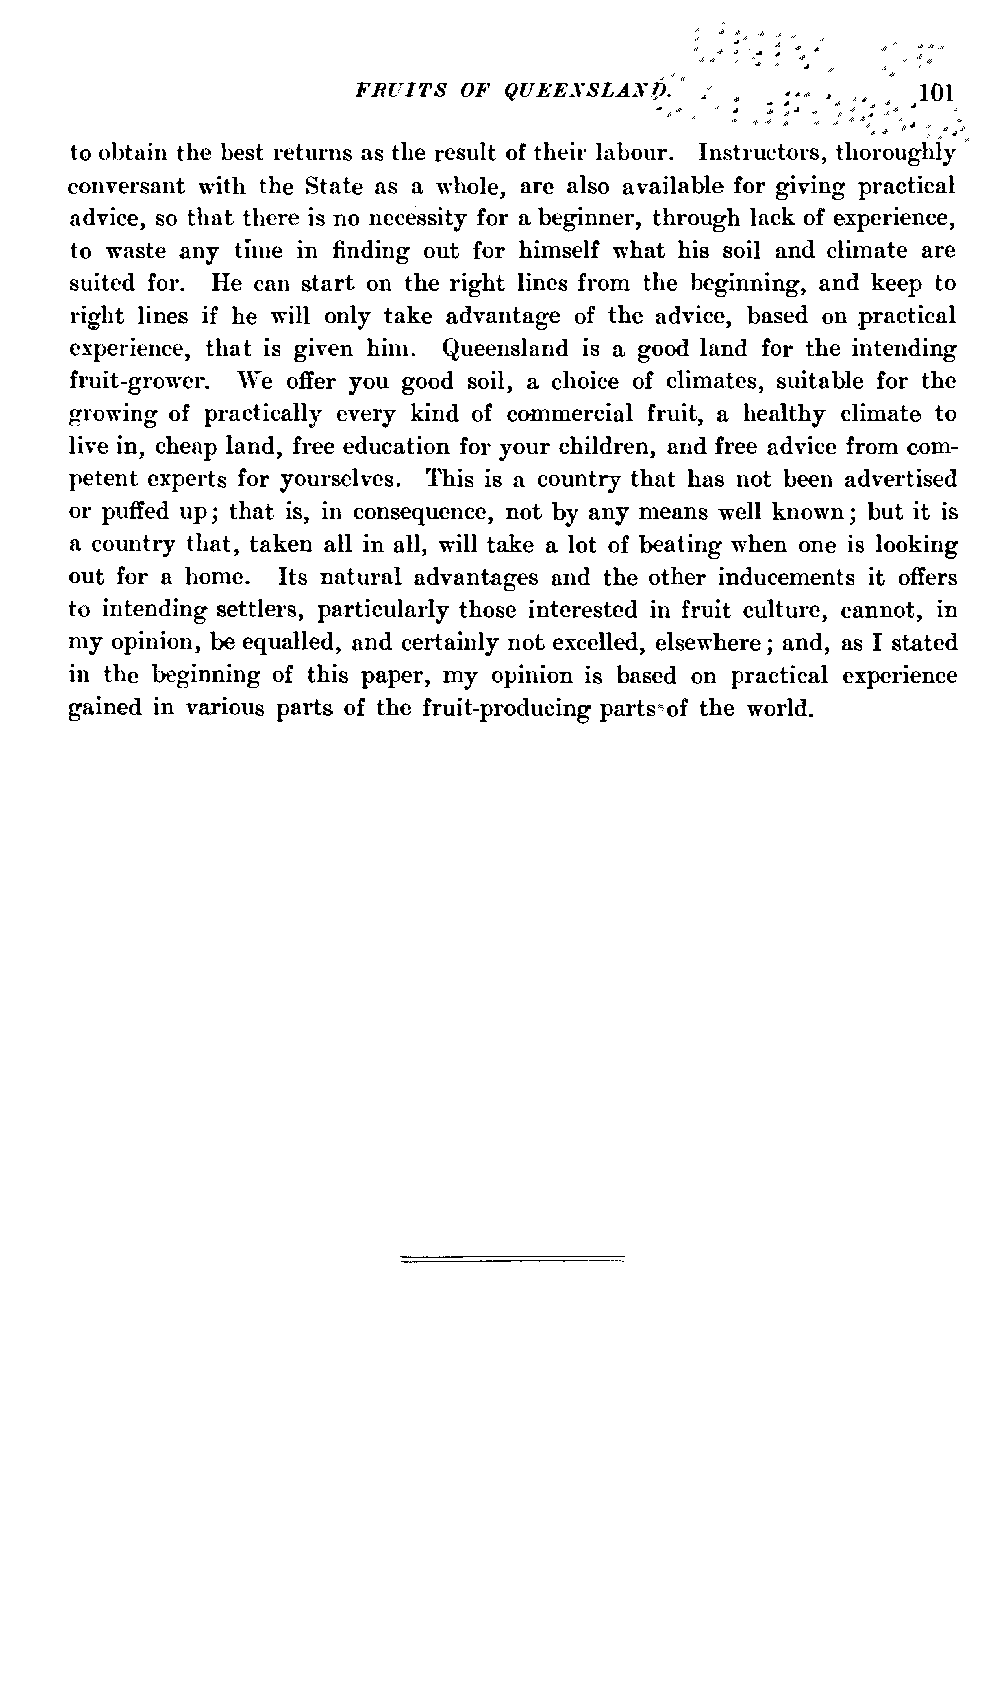 FRUITS OF QUEENSLAND. 101
to obtain the best returns as the result of their labour. Instructors, thoroughly
conversant with the State as a whole, are also available for giving practical
advice, so that there is no necessity for a beginner, through lack of experience,
to waste any time in finding out for himself what his soil and climate are
suited for. He can start on the right lines from the beginning, and keep to
right lines if he will only take advantage of the advice, based on practical
experience, that is given him. Queensland is a good land for the intending
fruit-grower. We offer you good soil, a choice of climates, suitable for the
growing of practically every kind of commercial fruit, a healthy climate to
live in, cheap land, free education for your children, and free advice from com-
petent experts for yourselves. This is a country that has not been advertised
or puffed up; that is, in consequence, not by any means well known; but it is
a country that, taken all in all, will take a lot of beating when one is looking
out for a home. Its natural advantages and the other inducements it offers
to intending settlers, particularly those interested in fruit culture, cannot, in
my opinion, be equalled, and certainly not excelled, elsewhere; and, as I stated
in the beginning of this paper, my opinion is based on practical experience
gained in various parts of the fruit-producing parts of the world.